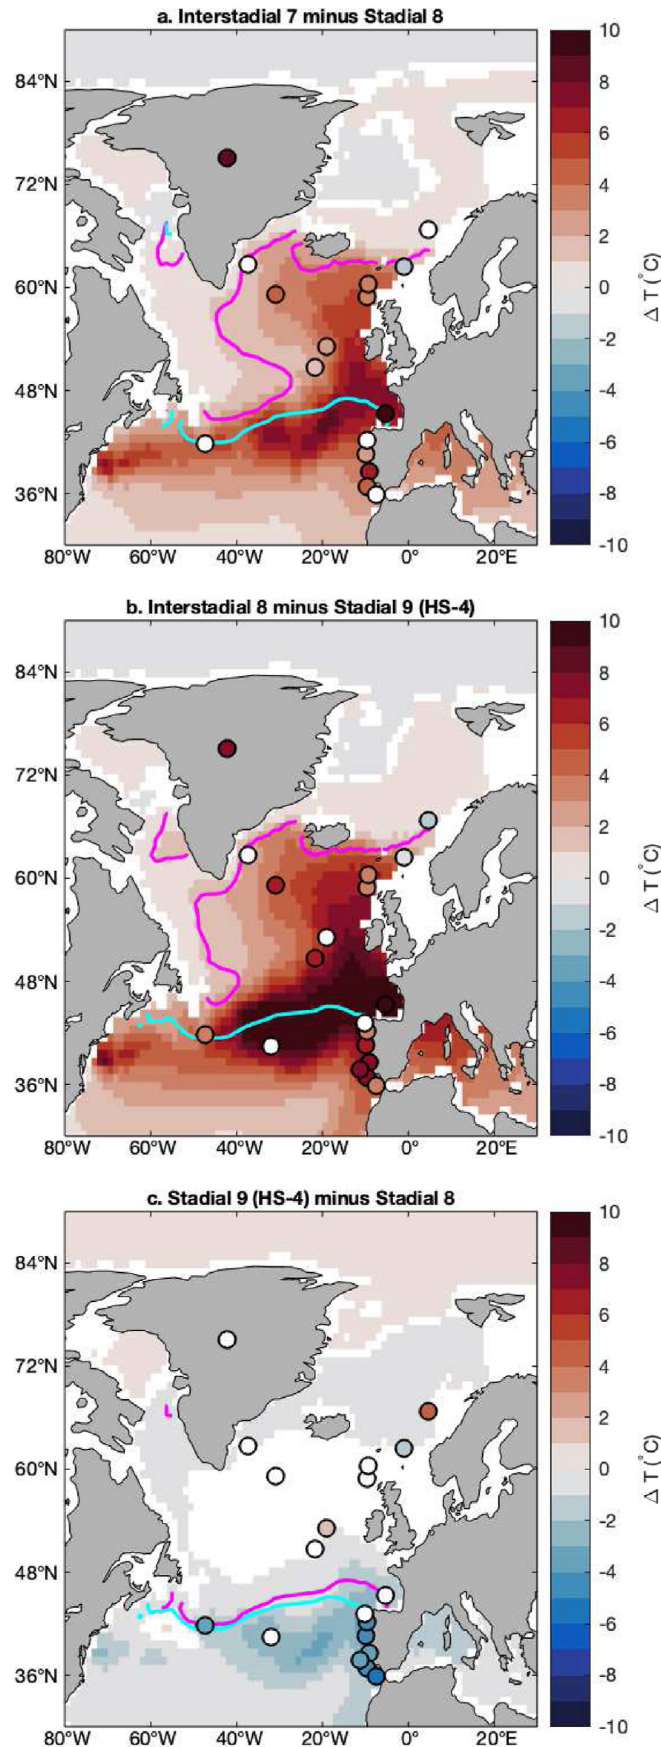 a. Interstadial 7 minus Stadial 8
84°N
72°N
60°N
48°N
36°N
80°W 60°W 40°W 20°W 0° 20°E
10
8
6
4
2
0
-2
-4
-6
-8
-10
Δ T (°C)
b. Interstadial 8 minus Stadial 9 (HS-4)
84°N
72°N
60°N
48°N
36°N
80°W 60°W 40°W 20°W 0° 20°E
10
8
6
4
2
0
-2
-4
-6
-8
-10
Δ T (°C)
c. Stadial 9 (HS-4) minus Stadial 8
84°N
72°N
60°N
48°N
36°N
80°W 60°W 40°W 20°W 0° 20°E
10
8
6
4
2
0
-2
-4
-6
-8
-10
Δ T (°C)